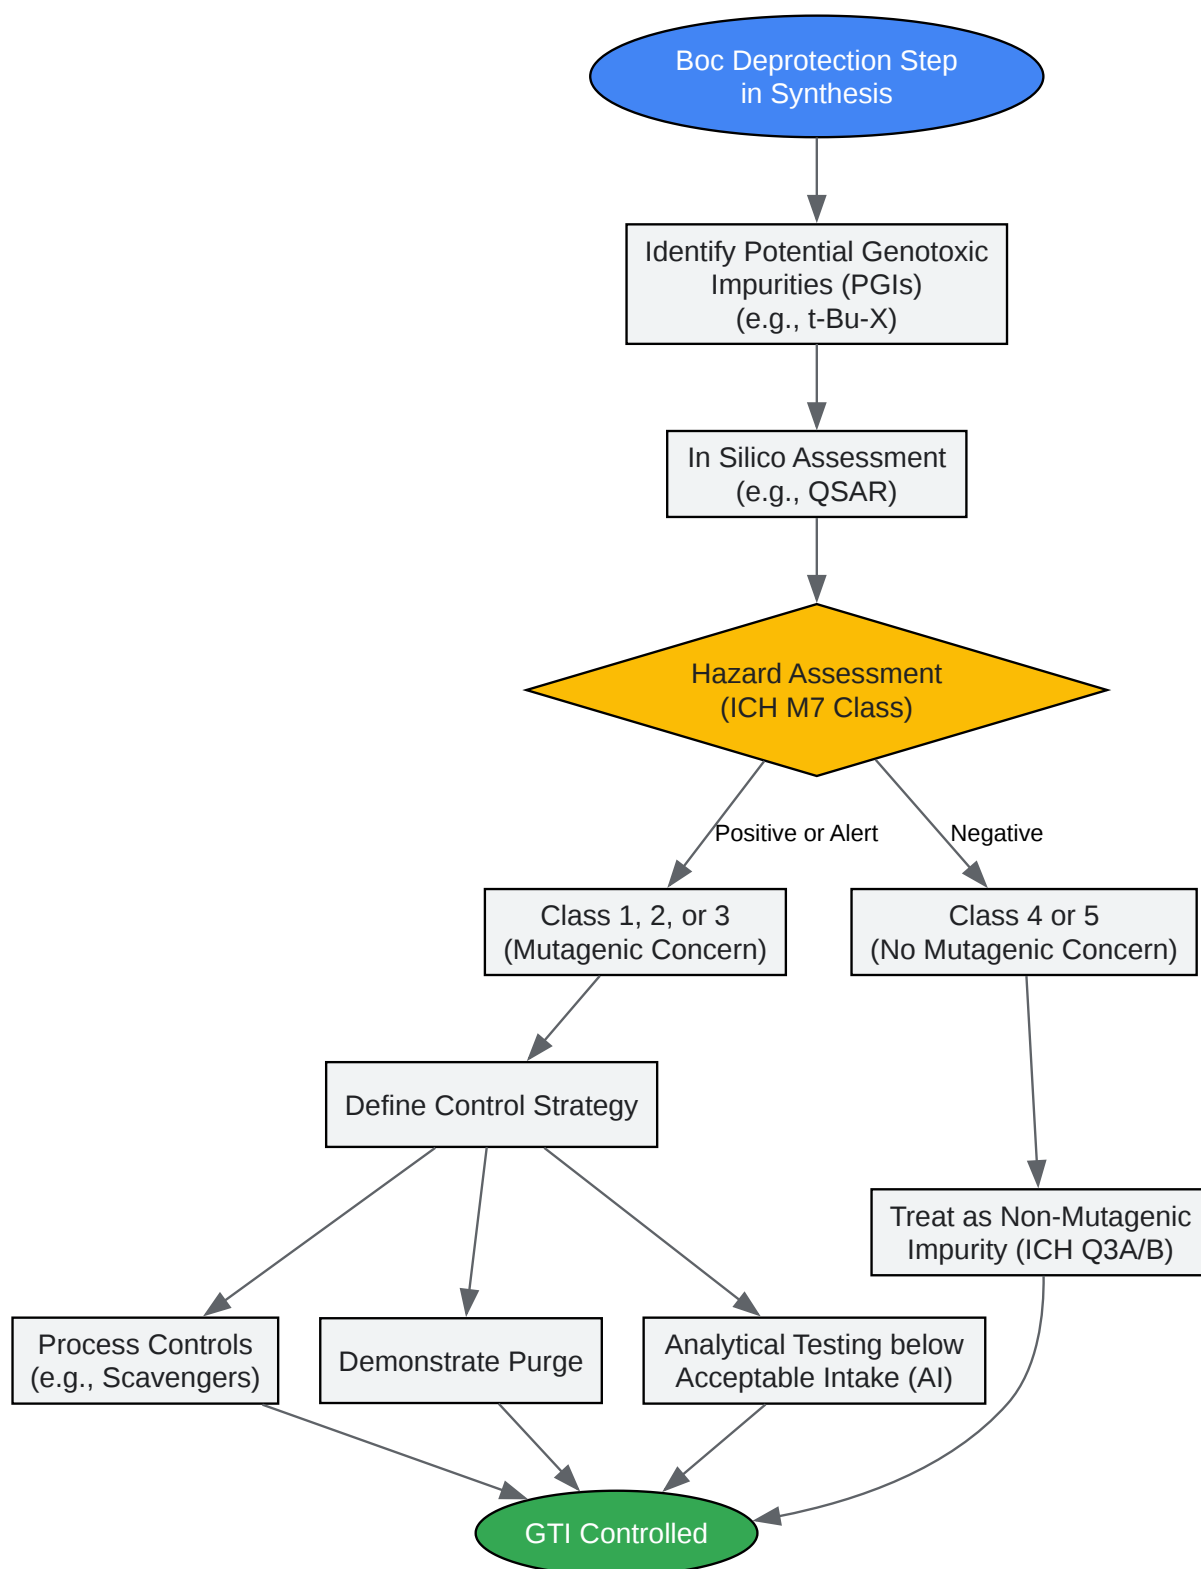 Boc Deprotection Step
in Synthesis
Identify Potential Genotoxic
Impurities (PGIs)
(e.g., t-Bu-X)
In Silico Assessment
(e.g., QSAR)
Hazard Assessment
(ICH M7 Class)
Positive or Alert
Negative
Class 1, 2, or 3
(Mutagenic Concern)
Class 4 or 5
(No Mutagenic Concern)
Define Control Strategy
Treat as Non-Mutagenic
Impurity (ICH Q3A/B)
Process Controls
(e.g., Scavengers)
Demonstrate Purge
Analytical Testing below
Acceptable Intake (AI)
GTI Controlled